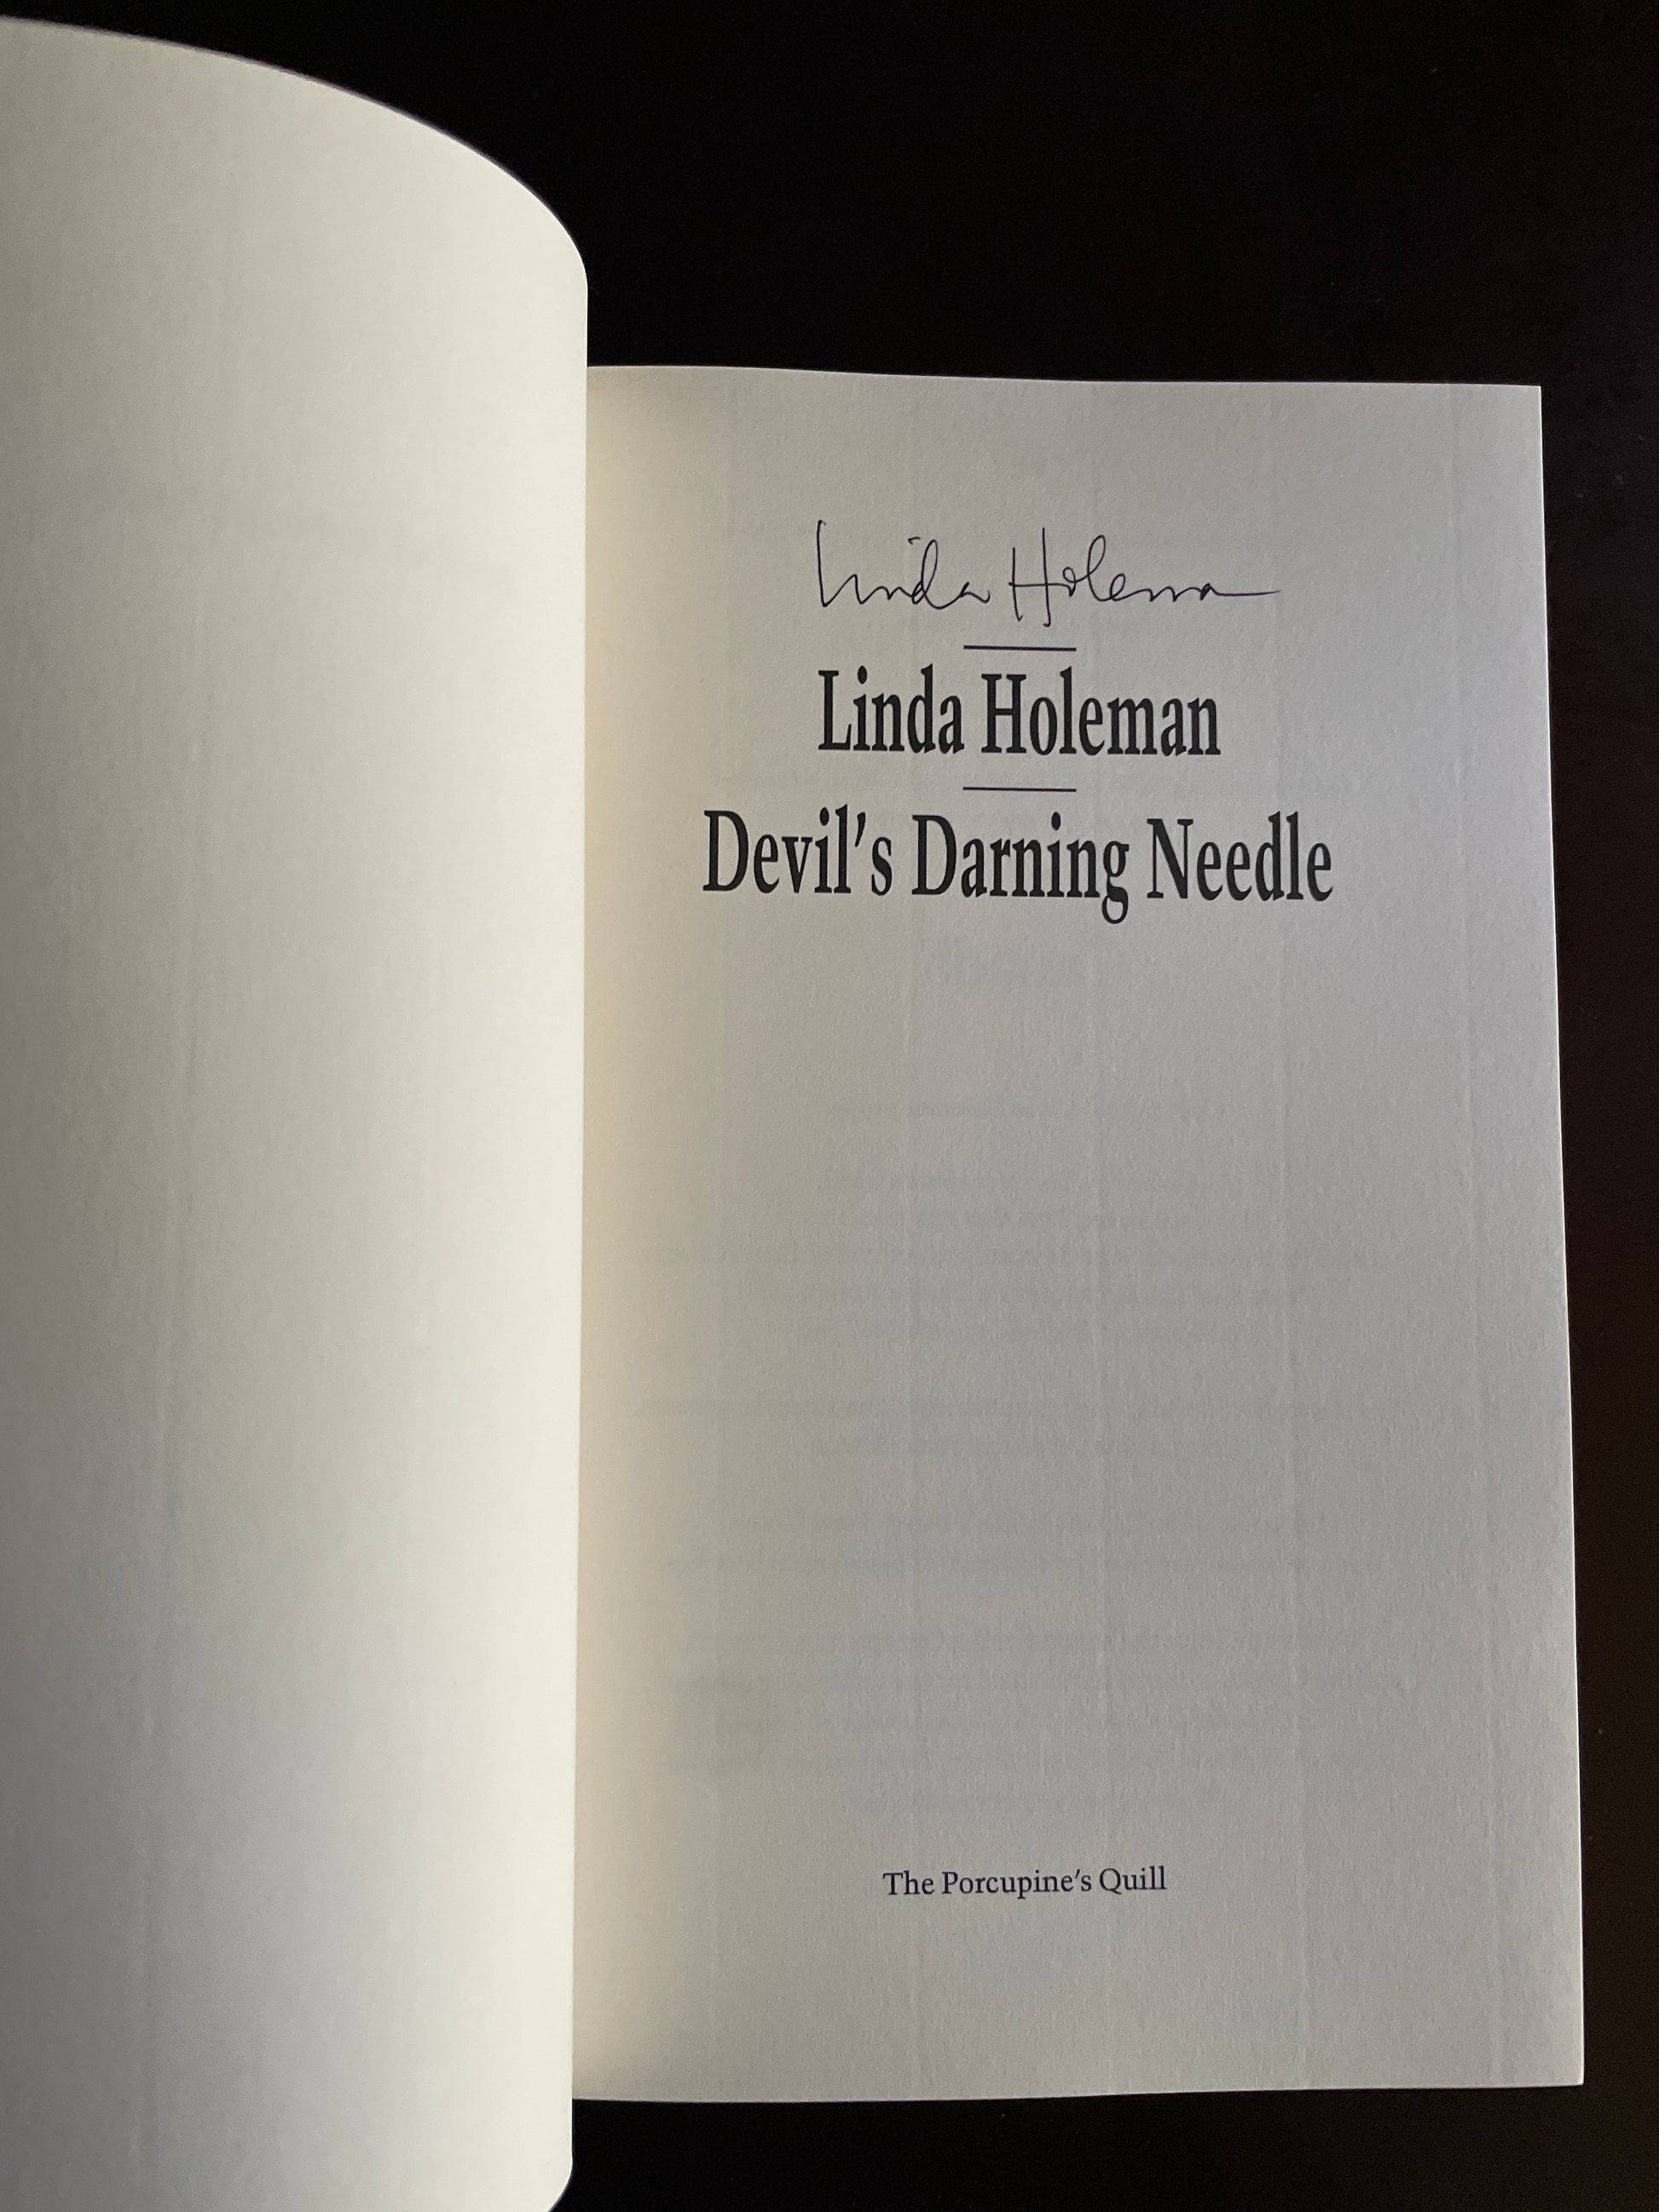 Linda Holeman
Linda Holeman
Devil's Darning Needle
The Porcupine's Quill